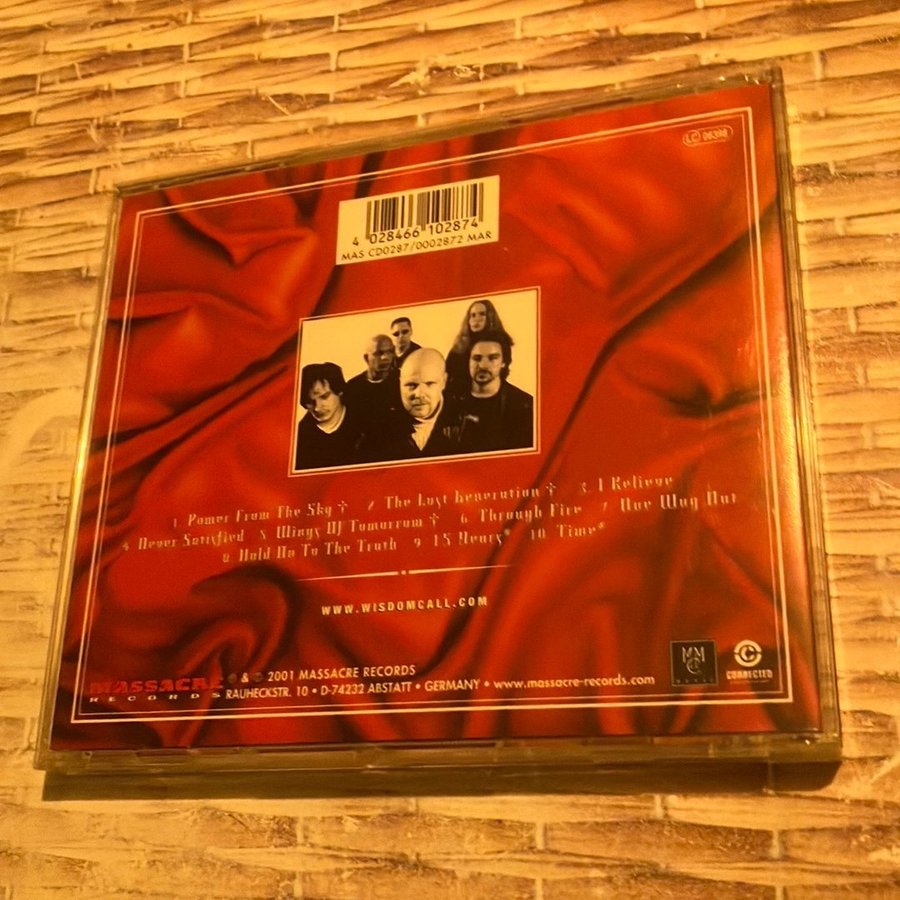 LC 06398
4 028466 102874
MAS CD0287/0002872 MAR
1 Power From The Sky † 2 The Lost Generation † 3 I Believe
4 Never Satisfied 5 Wings Of Tomorrow † 6 Through Fire 7 One Way Out
8 Hold On To The Truth 9 15 Years* 10 Time*
WWW.WISDOMCALL.COM
MASSACRE
RECORDS
℗ & © 2001 MASSACRE RECORDS
RAUHECKSTR. 10 • D-74232 ABSTATT • GERMANY • www.massacre-records.com
CONNECTED